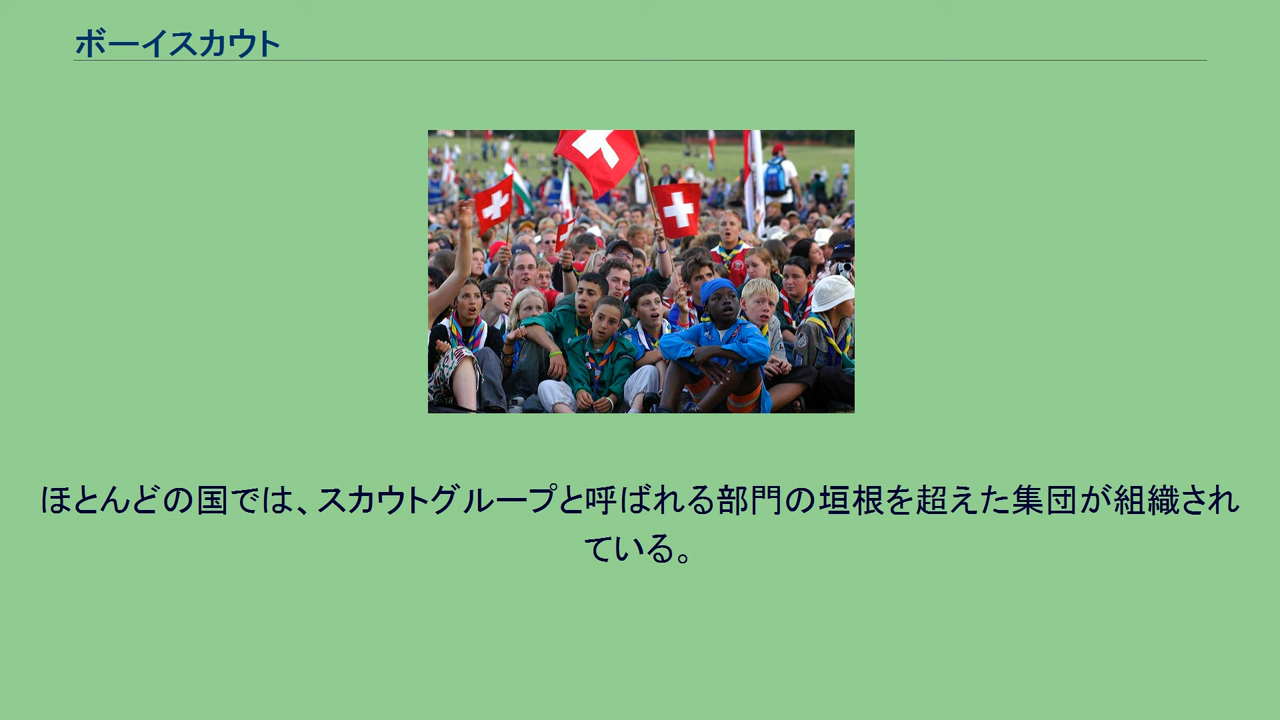 ボーイスカウト
ほとんどの国では、スカウトグループと呼ばれる部門の垣根を超えた集団が組織され
ている。